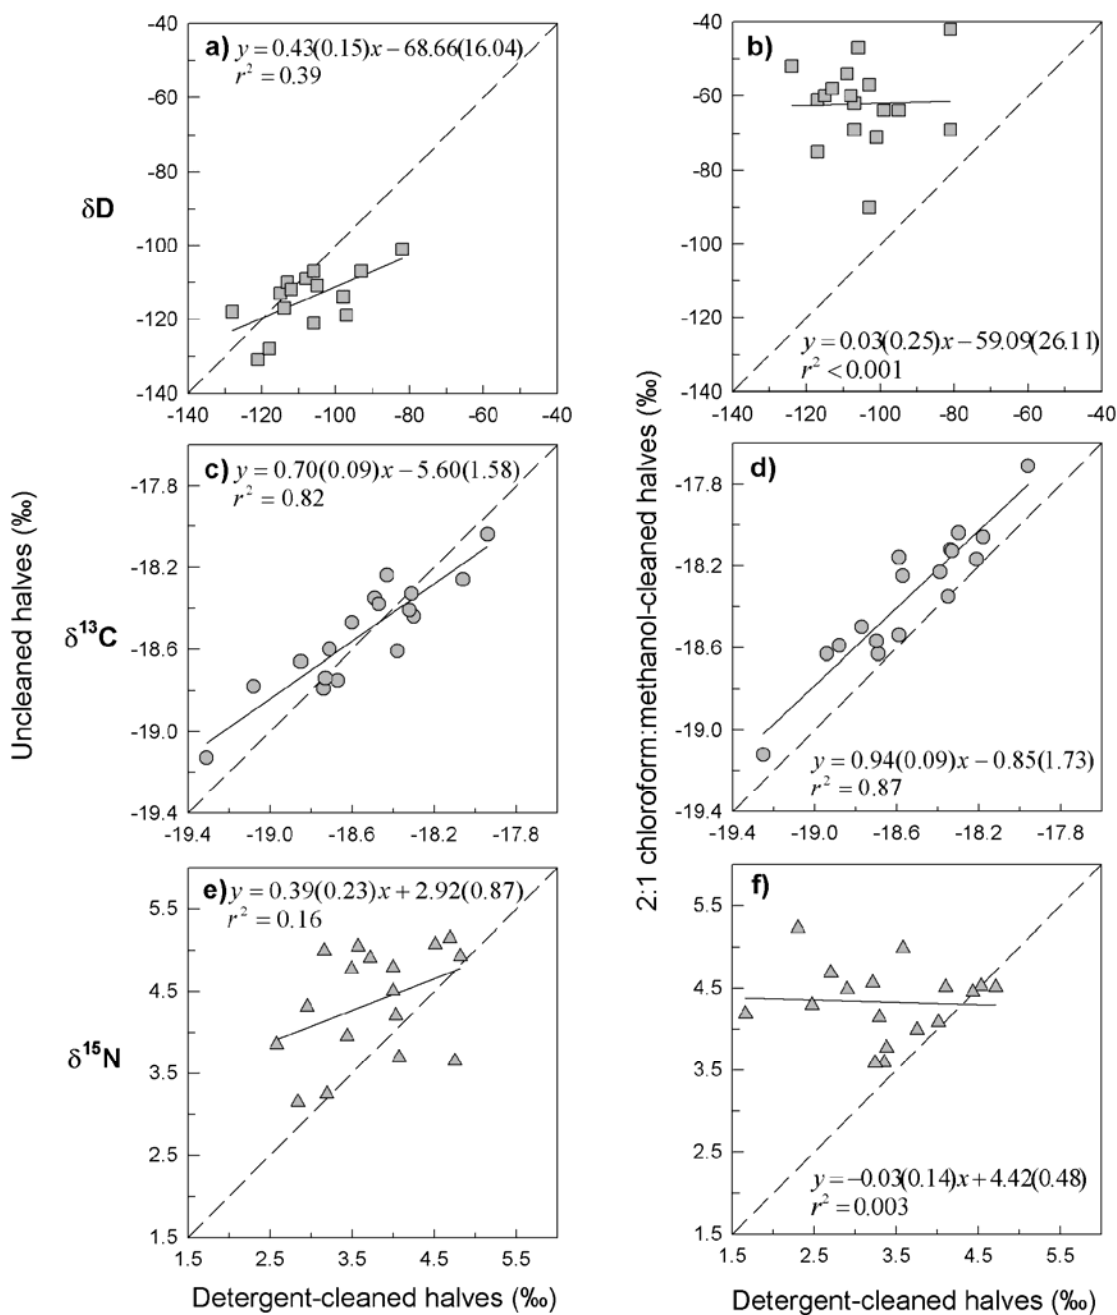 a) y = 0.43(0.15)x − 68.66(16.04)
r² = 0.39
-40
-60
-80
-100
-120
-140
-140 -120 -100 -80 -60 -40
δD
b)
-40
-60
-80
-100
-120
-140
y = 0.03(0.25)x − 59.09(26.11)
r² < 0.001
-140 -120 -100 -80 -60 -40
c) y = 0.70(0.09)x − 5.60(1.58)
r² = 0.82
-17.8
-18.2
-18.6
-19.0
-19.4
-19.4 -19.0 -18.6 -18.2 -17.8
δ¹³C
d)
-17.8
-18.2
-18.6
-19.0
-19.4
y = 0.94(0.09)x − 0.85(1.73)
r² = 0.87
-19.4 -19.0 -18.6 -18.2 -17.8
e) y = 0.39(0.23)x + 2.92(0.87)
r² = 0.16
5.5
4.5
3.5
2.5
1.5
1.5 2.5 3.5 4.5 5.5
δ¹⁵N
f)
5.5
4.5
3.5
2.5
1.5
y = −0.03(0.14)x + 4.42(0.48)
r² = 0.003
1.5 2.5 3.5 4.5 5.5
Uncleaned halves (‰)
2:1 chloroform:methanol-cleaned halves (‰)
Detergent-cleaned halves (‰)
Detergent-cleaned halves (‰)